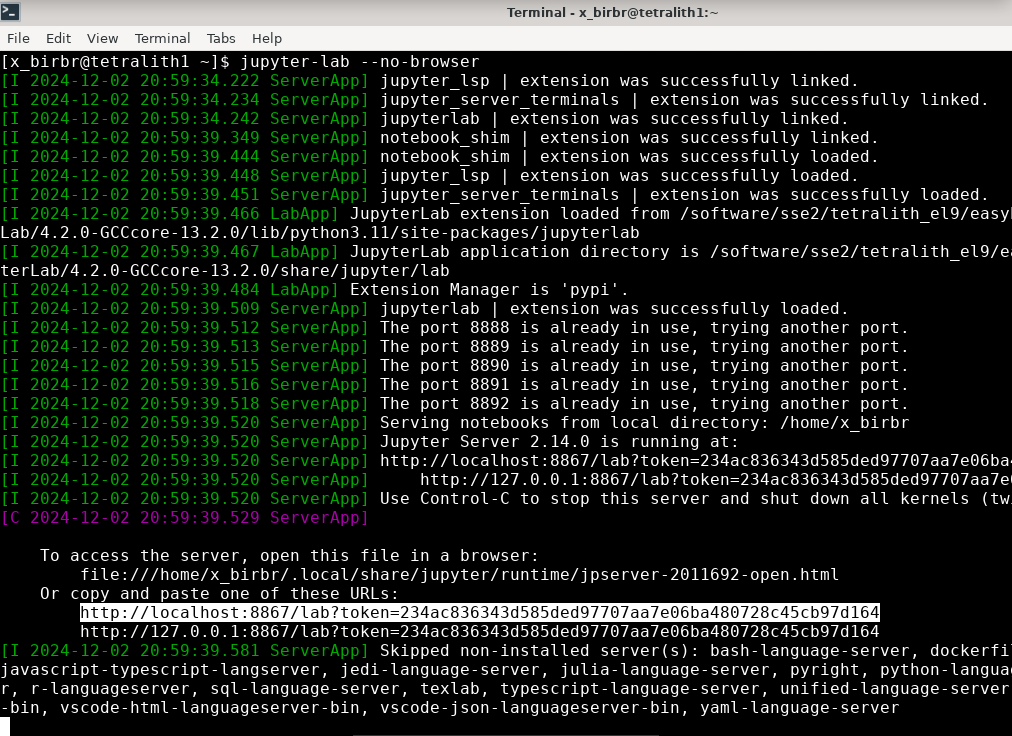 Terminal - x_birbr@tetralith1:~
File Edit View Terminal Tabs Help
[x_birbr@tetralith1 ~]$ jupyter-lab --no-browser
[I 2024-12-02 20:59:34.222 ServerApp] jupyter_lsp | extension was successfully linked.
[I 2024-12-02 20:59:34.234 ServerApp] jupyter_server_terminals | extension was successfully linked.
[I 2024-12-02 20:59:34.242 ServerApp] jupyterlab | extension was successfully linked.
[I 2024-12-02 20:59:39.349 ServerApp] notebook_shim | extension was successfully linked.
[I 2024-12-02 20:59:39.444 ServerApp] notebook_shim | extension was successfully loaded.
[I 2024-12-02 20:59:39.448 ServerApp] jupyter_lsp | extension was successfully loaded.
[I 2024-12-02 20:59:39.451 ServerApp] jupyter_server_terminals | extension was successfully loaded.
[I 2024-12-02 20:59:39.466 LabApp] JupyterLab extension loaded from /software/sse2/tetralith_el9/easy
Lab/4.2.0-GCCcore-13.2.0/lib/python3.11/site-packages/jupyterlab
[I 2024-12-02 20:59:39.467 LabApp] JupyterLab application directory is /software/sse2/tetralith_el9/ea
terLab/4.2.0-GCCcore-13.2.0/share/jupyter/lab
[I 2024-12-02 20:59:39.484 LabApp] Extension Manager is 'pypi'.
[I 2024-12-02 20:59:39.509 ServerApp] jupyterlab | extension was successfully loaded.
[I 2024-12-02 20:59:39.512 ServerApp] The port 8888 is already in use, trying another port.
[I 2024-12-02 20:59:39.513 ServerApp] The port 8889 is already in use, trying another port.
[I 2024-12-02 20:59:39.515 ServerApp] The port 8890 is already in use, trying another port.
[I 2024-12-02 20:59:39.516 ServerApp] The port 8891 is already in use, trying another port.
[I 2024-12-02 20:59:39.518 ServerApp] The port 8892 is already in use, trying another port.
[I 2024-12-02 20:59:39.520 ServerApp] Serving notebooks from local directory: /home/x_birbr
[I 2024-12-02 20:59:39.520 ServerApp] Jupyter Server 2.14.0 is running at:
[I 2024-12-02 20:59:39.520 ServerApp] http://localhost:8867/lab?token=234ac836343d585ded97707aa7e06ba4
[I 2024-12-02 20:59:39.520 ServerApp]     http://127.0.0.1:8867/lab?token=234ac836343d585ded97707aa7e0
[I 2024-12-02 20:59:39.520 ServerApp] Use Control-C to stop this server and shut down all kernels (twi
[C 2024-12-02 20:59:39.529 ServerApp]
To access the server, open this file in a browser:
file:///home/x_birbr/.local/share/jupyter/runtime/jpserver-2011692-open.html
Or copy and paste one of these URLs:
http://localhost:8867/lab?token=234ac836343d585ded97707aa7e06ba480728c45cb97d164
http://127.0.0.1:8867/lab?token=234ac836343d585ded97707aa7e06ba480728c45cb97d164
[I 2024-12-02 20:59:39.581 ServerApp] Skipped non-installed server(s): bash-language-server, dockerfi
javascript-typescript-langserver, jedi-language-server, julia-language-server, pyright, python-langua
r, r-languageserver, sql-language-server, texlab, typescript-language-server, unified-language-server
-bin, vscode-html-languageserver-bin, vscode-json-languageserver-bin, yaml-language-server